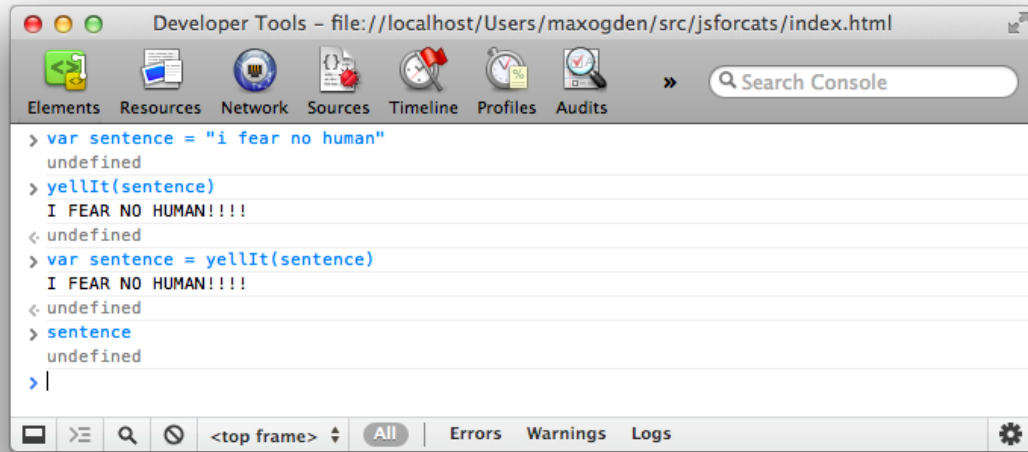 Developer Tools – file://localhost/Users/maxogden/src/jsforcats/index.html
Elements Resources Network Sources Timeline Profiles Audits » Search Console
> var sentence = "i fear no human"
undefined
> yellIt(sentence)
I FEAR NO HUMAN!!!!
undefined
> var sentence = yellIt(sentence)
I FEAR NO HUMAN!!!!
undefined
> sentence
undefined
>
<top frame> All Errors Warnings Logs